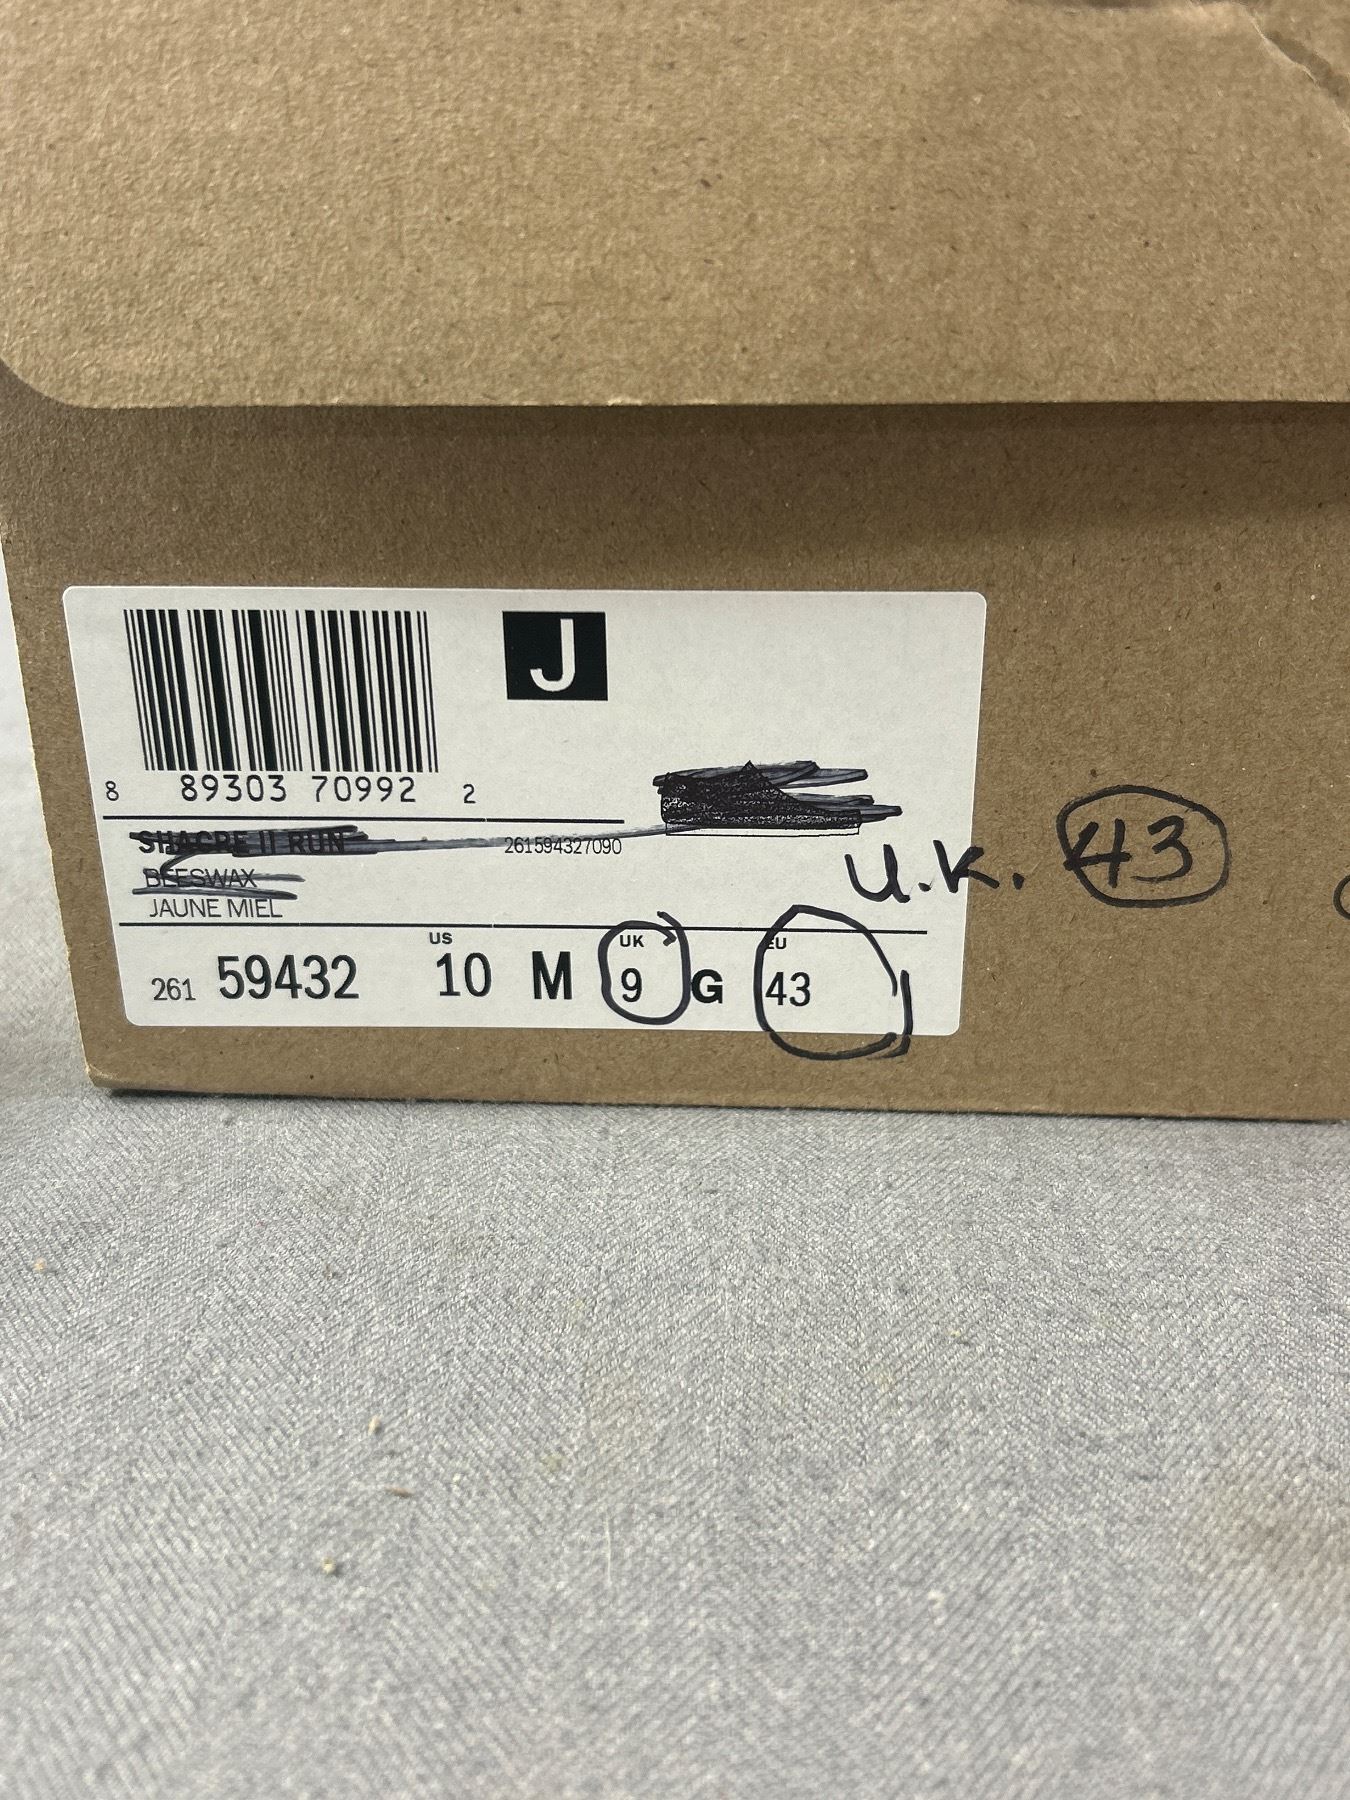 J
8 89303 70992 2
SHACRE II RUN
261594327090
BEESWAX
JAUNE MIEL
U.K. 43
US UK EU
261 59432 10 M 9 G 43